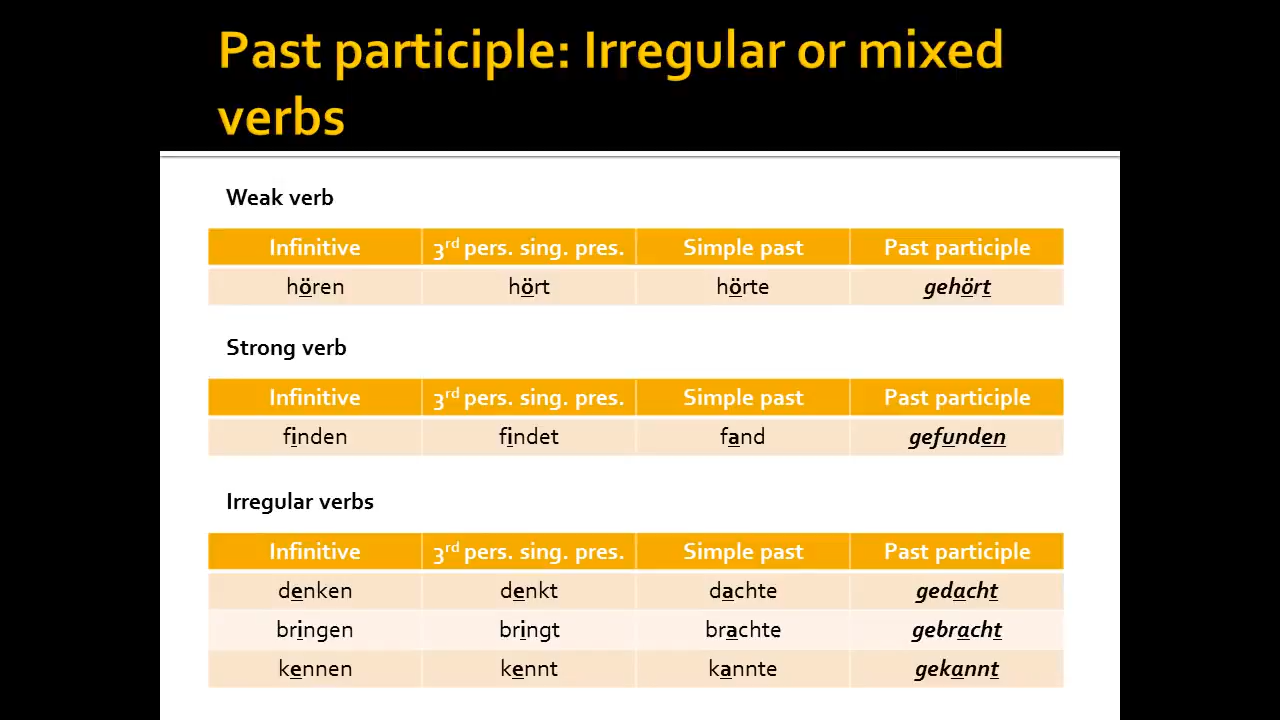 Past participle: Irregular or mixed
verbs
Weak verb
Infinitive 3rd pers. sing. pres. Simple past Past participle
hören hört hörte gehört
Strong verb
Infinitive 3rd pers. sing. pres. Simple past Past participle
finden findet fand gefunden
Irregular verbs
Infinitive 3rd pers. sing. pres. Simple past Past participle
denken denkt dachte gedacht
bringen bringt brachte gebracht
kennen kennt kannte gekannt